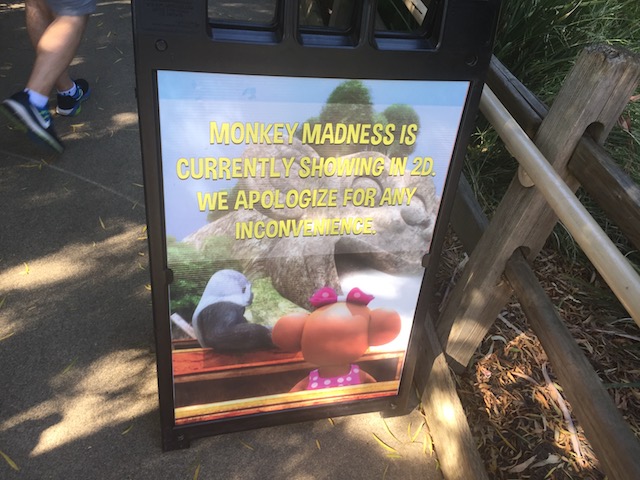 MONKEY MADNESS IS
CURRENTLY SHOWING IN 2D.
WE APOLOGIZE FOR ANY
INCONVENIENCE.